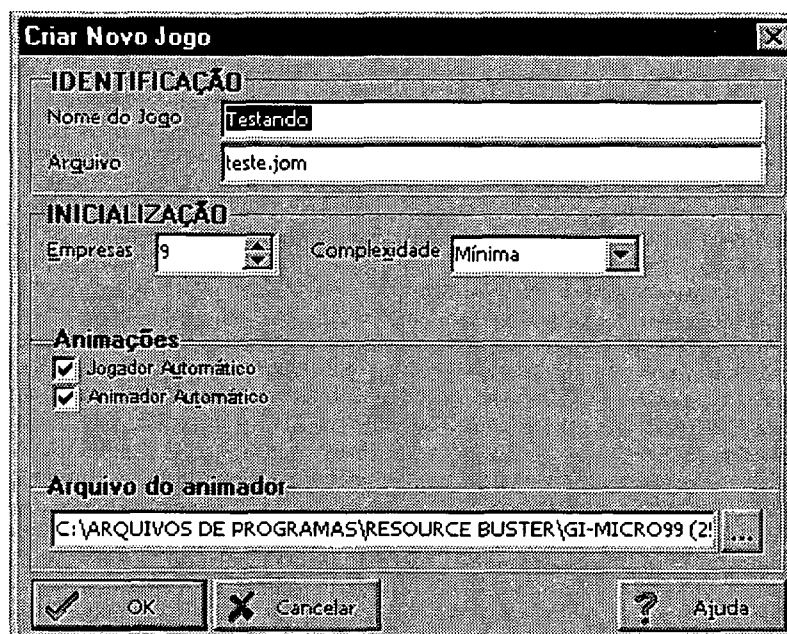 Criar Novo Jogo
IDENTIFICAÇÃO
Nome do Jogo Testando
Arquivo teste.jom
INICIALIZAÇÃO
Empresas 9 Complexidade Mínima
Animações
Jogador Automático
Animador Automático
Arquivo do animador
C:\ARQUIVOS DE PROGRAMAS\RESOURCE BUSTER\GI-MICRO99 (2! ...
OK Cancelar ? Ajuda